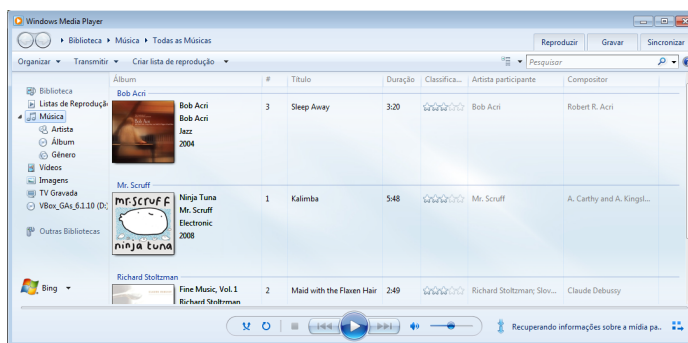 Windows Media Player
Biblioteca ▸ Música ▸ Todas as Músicas
Reproduzir Gravar Sincronizar
Organizar Transmitir Criar lista de reprodução Pesquisar
Álbum # Título Duração Classifica... Artista participante Compositor
Biblioteca
Listas de Reproduçã
Música
Artista
Álbum
Gênero
Vídeos
Imagens
TV Gravada
VBox_GAs_6.1.10 (D:)
Outras Bibliotecas
Bing
Bob Acri
Bob Acri 3 Sleep Away 3:20 Bob Acri Robert R. Acri
Bob Acri
Jazz
2004
Mr. Scruff
mr.scruff
ninja tuna
Ninja Tuna 1 Kalimba 5:48 Mr. Scruff A. Carthy and A. Kingsl...
Mr. Scruff
Electronic
2008
Richard Stoltzman
Fine Music, Vol. 1 2 Maid with the Flaxen Hair 2:49 Richard Stoltzman; Slov... Claude Debussy
Richard Stoltzman
Recuperando informações sobre a mídia pa..